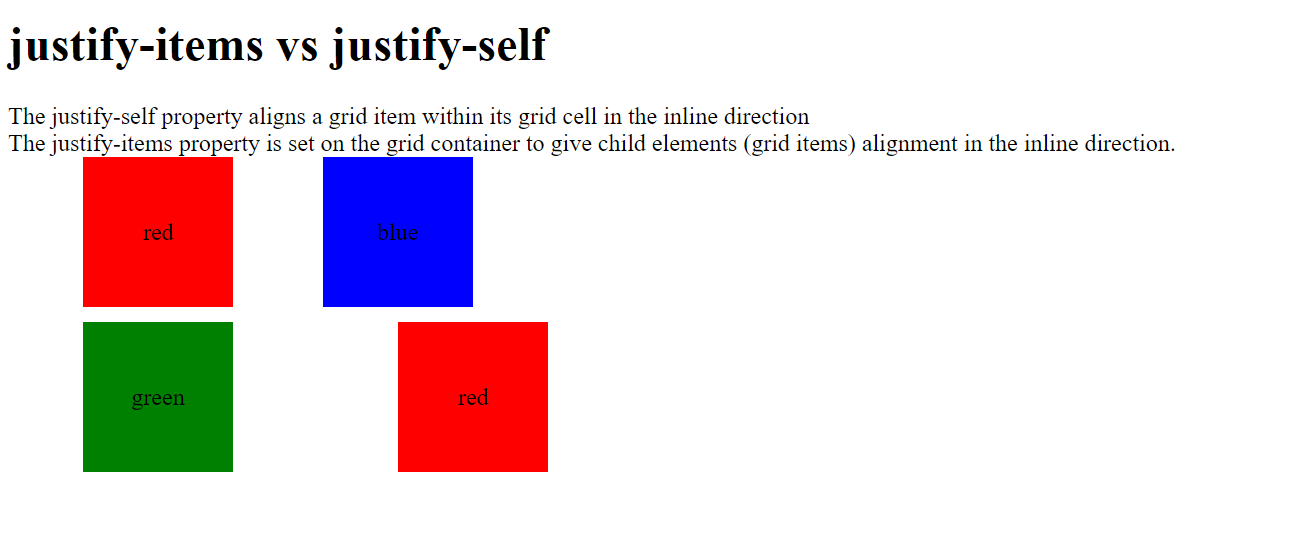 justify-items vs justify-self
The justify-self property aligns a grid item within its grid cell in the inline direction
The justify-items property is set on the grid container to give child elements (grid items) alignment in the inline direction.
red
blue
green
red